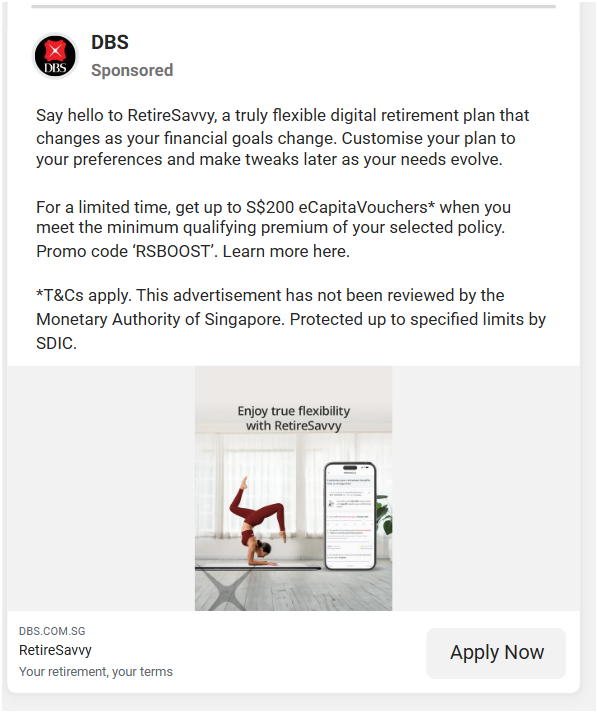 DBS
DBS
Sponsored
Say hello to RetireSavvy, a truly flexible digital retirement plan that
changes as your financial goals change. Customise your plan to
your preferences and make tweaks later as your needs evolve.
For a limited time, get up to S$200 eCapitaVouchers* when you
meet the minimum qualifying premium of your selected policy.
Promo code ‘RSBOOST’. Learn more here.
*T&Cs apply. This advertisement has not been reviewed by the
Monetary Authority of Singapore. Protected up to specified limits by
SDIC.
Enjoy true flexibility
with RetireSavvy
DBS.COM.SG
RetireSavvy
Your retirement, your terms
Apply Now